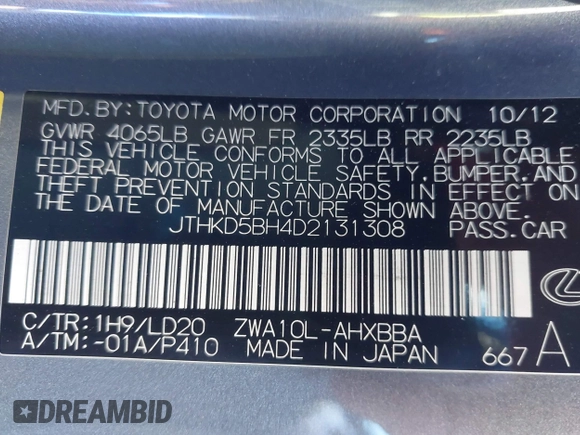 MFD.BY:TOYOTA MOTOR CORPORATION 10/12
GVWR 4065LB GAWR FR 2335LB RR 2235LB
THIS VEHICLE CONFORMS TO ALL APPLICABLE
FEDERAL MOTOR VEHICLE SAFETY,BUMPER,AND
THEFT PREVENTION STANDARDS IN EFFECT ON
THE DATE OF MANUFACTURE SHOWN ABOVE.
JTHKD5BH4D2131308 PASS.CAR
C/TR:1H9/LD20 ZWA10L-AHXBBA
A/TM:-01A/P410 MADE IN JAPAN 667 A
DREAMBID